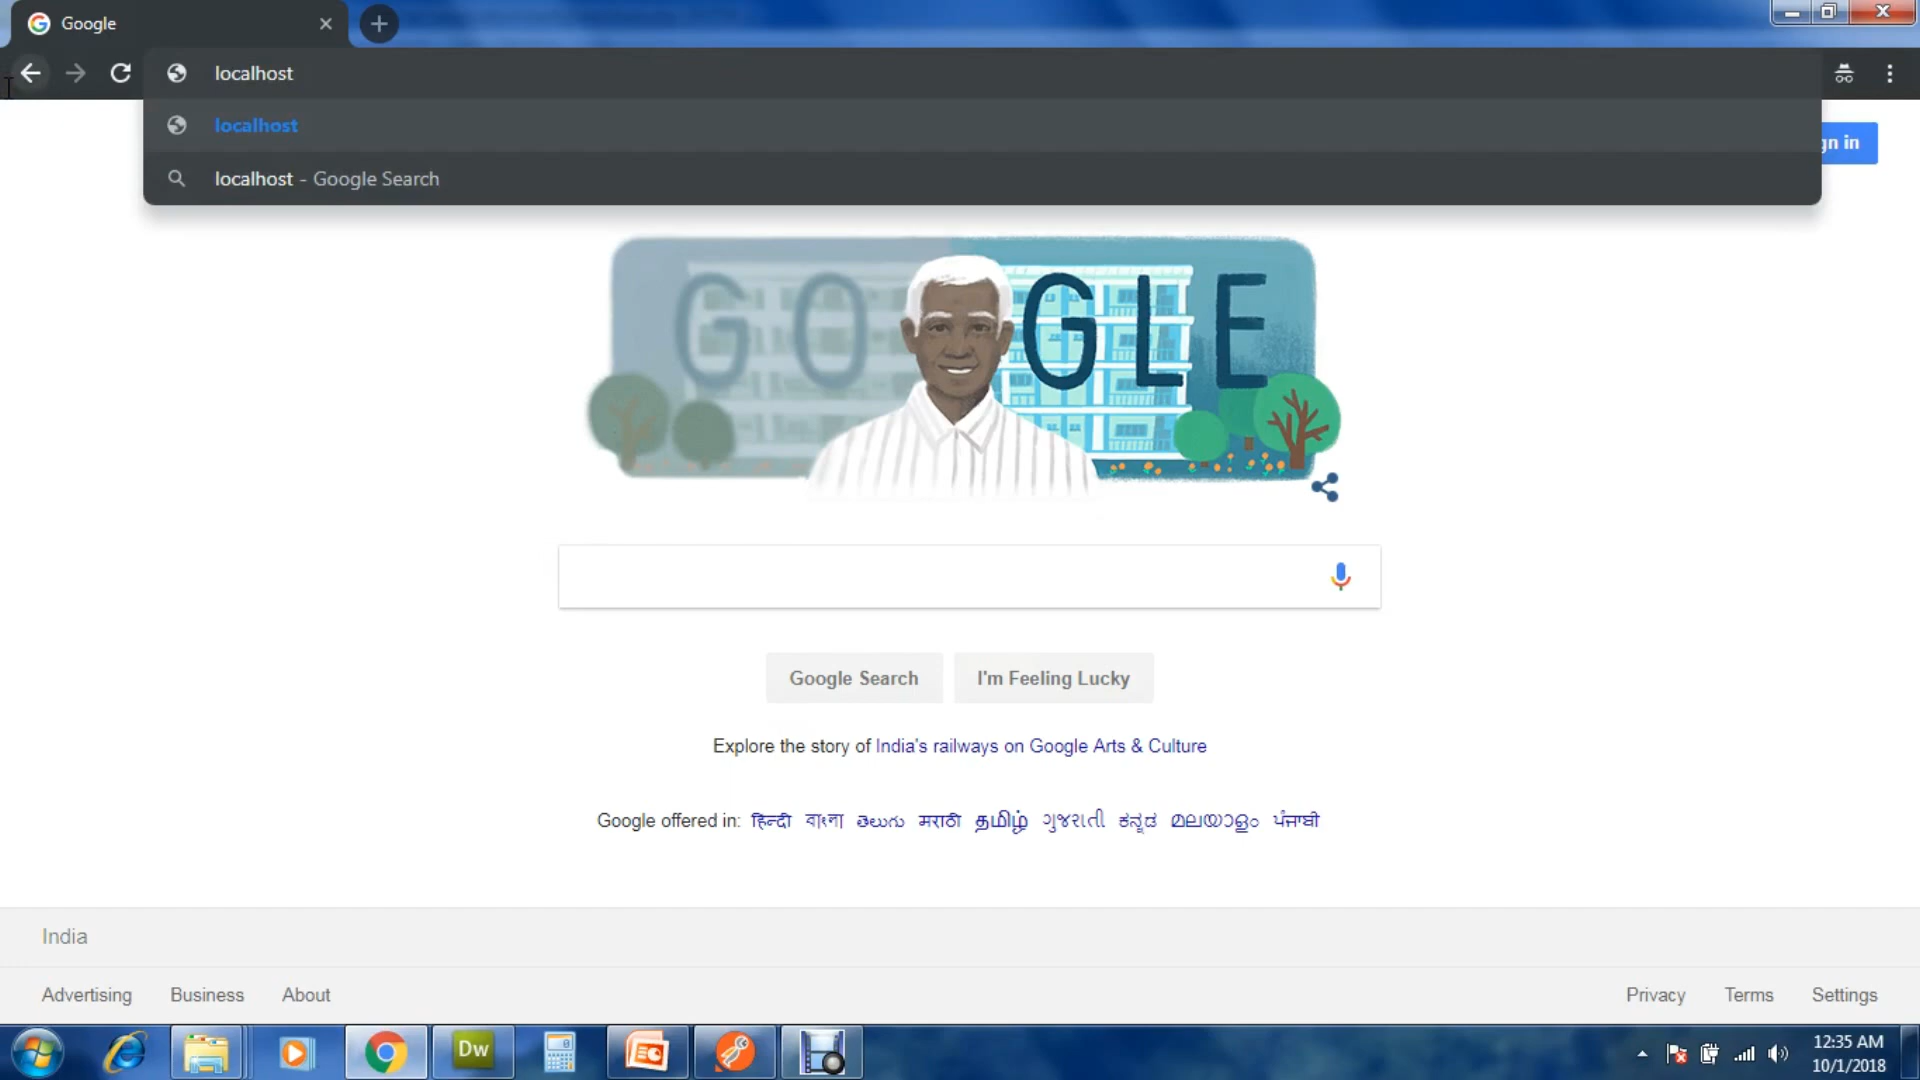 Google
localhost
localhost
localhost - Google Search
gn in
GOOGLE
Google Search I'm Feeling Lucky
Explore the story of India's railways on Google Arts & Culture
Google offered in: हिन्दी বাংলা తెలుగు मराठी தமிழ் ગુજરાતી ಕನ್ನಡ മലയാളം ਪੰਜਾਬੀ
India
Advertising Business About Privacy Terms Settings
Dw
12:35 AM
10/1/2018